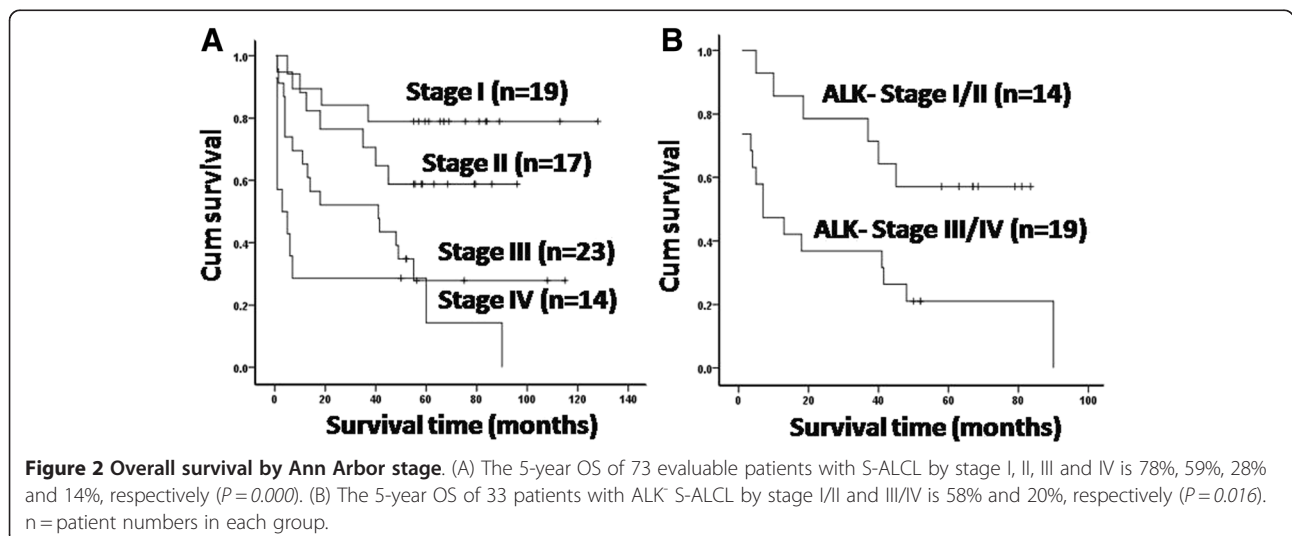 A
B
1.0
0.8
0.6
0.4
0.2
0.0
Cum survival
Stage I (n=19)
Stage II (n=17)
Stage III (n=23)
Stage IV (n=14)
0 20 40 60 80 100 120 140
Survival time (months)
1.0
0.8
0.6
0.4
0.2
0.0
Cum survival
ALK- Stage I/II (n=14)
ALK- Stage III/IV (n=19)
0 20 40 60 80 100
Survival time (months)
Figure 2 Overall survival by Ann Arbor stage. (A) The 5-year OS of 73 evaluable patients with S-ALCL by stage I, II, III and IV is 78%, 59%, 28%
and 14%, respectively (P = 0.000). (B) The 5-year OS of 33 patients with ALK⁻ S-ALCL by stage I/II and III/IV is 58% and 20%, respectively (P = 0.016).
n = patient numbers in each group.